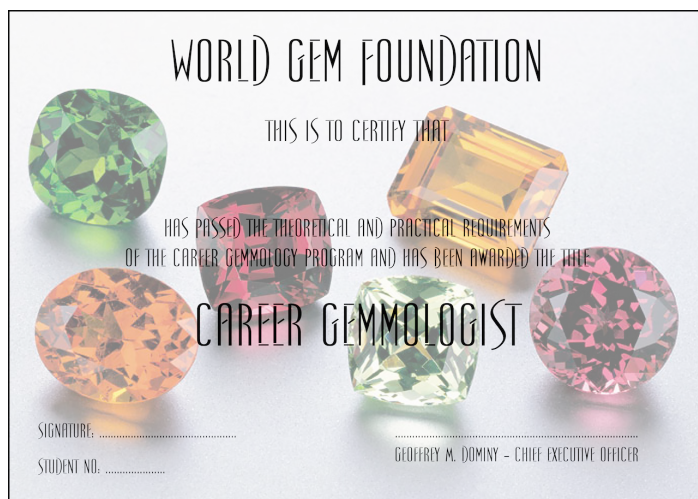 WORLD GEM FOUNDATION
THIS IS TO CERTIFY THAT
HAS PASSED THE THEORETICAL AND PRACTICAL REQUIREMENTS
OF THE CAREER GEMMOLOGY PROGRAM AND HAS BEEN AWARDED THE TITLE
CAREER GEMMOLOGIST
SIGNATURE: ..................................................
STUDENT NO: .....................
................................................................................
GEOFFREY M. DOMINY - CHIEF EXECUTIVE OFFICER